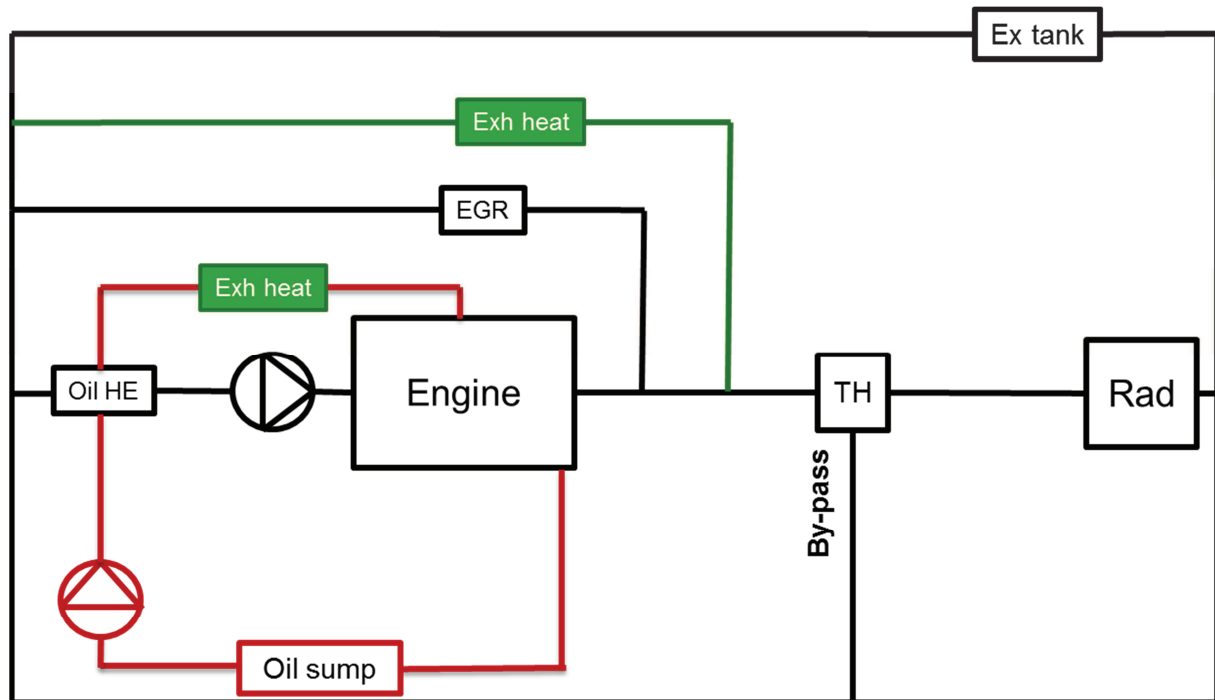 Ex tank
Exh heat
EGR
Exh heat
Oil HE
Engine
TH
Rad
By-pass
Oil sump